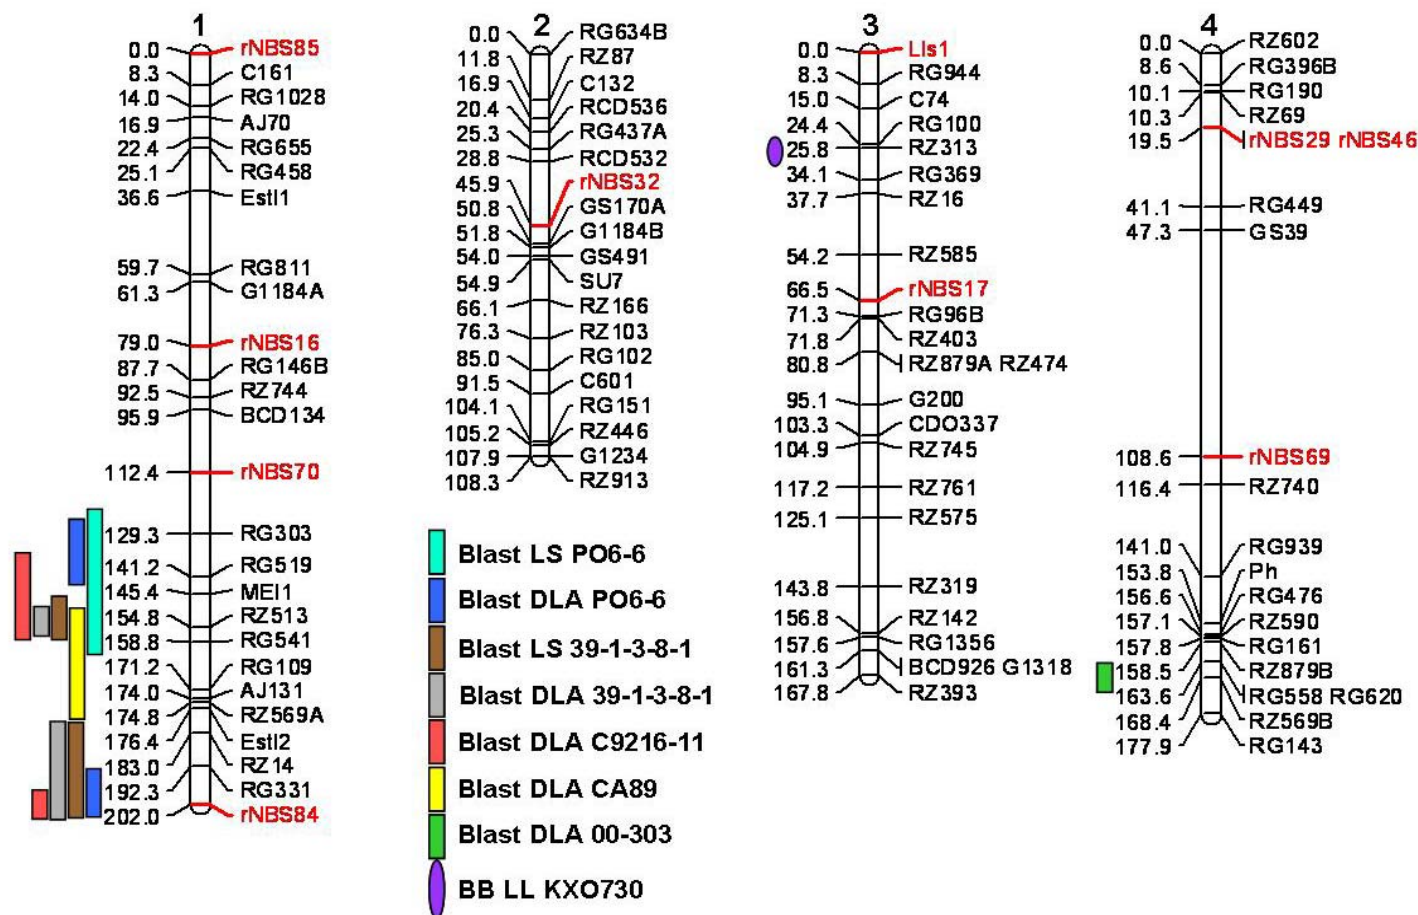 1
0.0 rNBS85
8.3 C161
14.0 RG1028
16.9 AJ70
22.4 RG655
25.1 RG458
36.6 EstI1
59.7 RG811
61.3 G1184A
79.0 rNBS16
87.7 RG146B
92.5 RZ744
95.9 BCD134
112.4 rNBS70
129.3 RG303
141.2 RG519
145.4 MEI1
154.8 RZ513
158.8 RG541
171.2 RG109
174.0 AJ131
174.8 RZ569A
176.4 EstI2
183.0 RZ14
192.3 RG331
202.0 rNBS84
2
0.0 RG634B
11.8 RZ87
16.9 C132
20.4 RCD536
25.3 RG437A
28.8 RCD532
45.9 rNBS32
50.8 GS170A
51.8 G1184B
54.0 GS491
54.9 SU7
66.1 RZ166
76.3 RZ103
85.0 RG102
91.5 C601
104.1 RG151
105.2 RZ446
107.9 G1234
108.3 RZ913
Blast LS PO6-6
Blast DLA PO6-6
Blast LS 39-1-3-8-1
Blast DLA 39-1-3-8-1
Blast DLA C9216-11
Blast DLA CA89
Blast DLA 00-303
BB LL KXO730
3
0.0 Lls1
8.3 RG944
15.0 C74
24.4 RG100
25.8 RZ313
34.1 RG369
37.7 RZ16
54.2 RZ585
66.5 rNBS17
71.3 RG96B
71.8 RZ403
80.8 RZ879A RZ474
95.1 G200
103.3 CDO337
104.9 RZ745
117.2 RZ761
125.1 RZ575
143.8 RZ319
156.8 RZ142
157.6 RG1356
161.3 BCD926 G1318
167.8 RZ393
4
0.0 RZ602
8.6 RG396B
10.1 RG190
10.3 RZ69
19.5 rNBS29 rNBS46
41.1 RG449
47.3 GS39
108.6 rNBS69
116.4 RZ740
141.0 RG939
153.8 Ph
156.6 RG476
157.1 RZ590
157.8 RG161
158.5 RZ879B
163.6 RG558 RG620
168.4 RZ569B
177.9 RG143